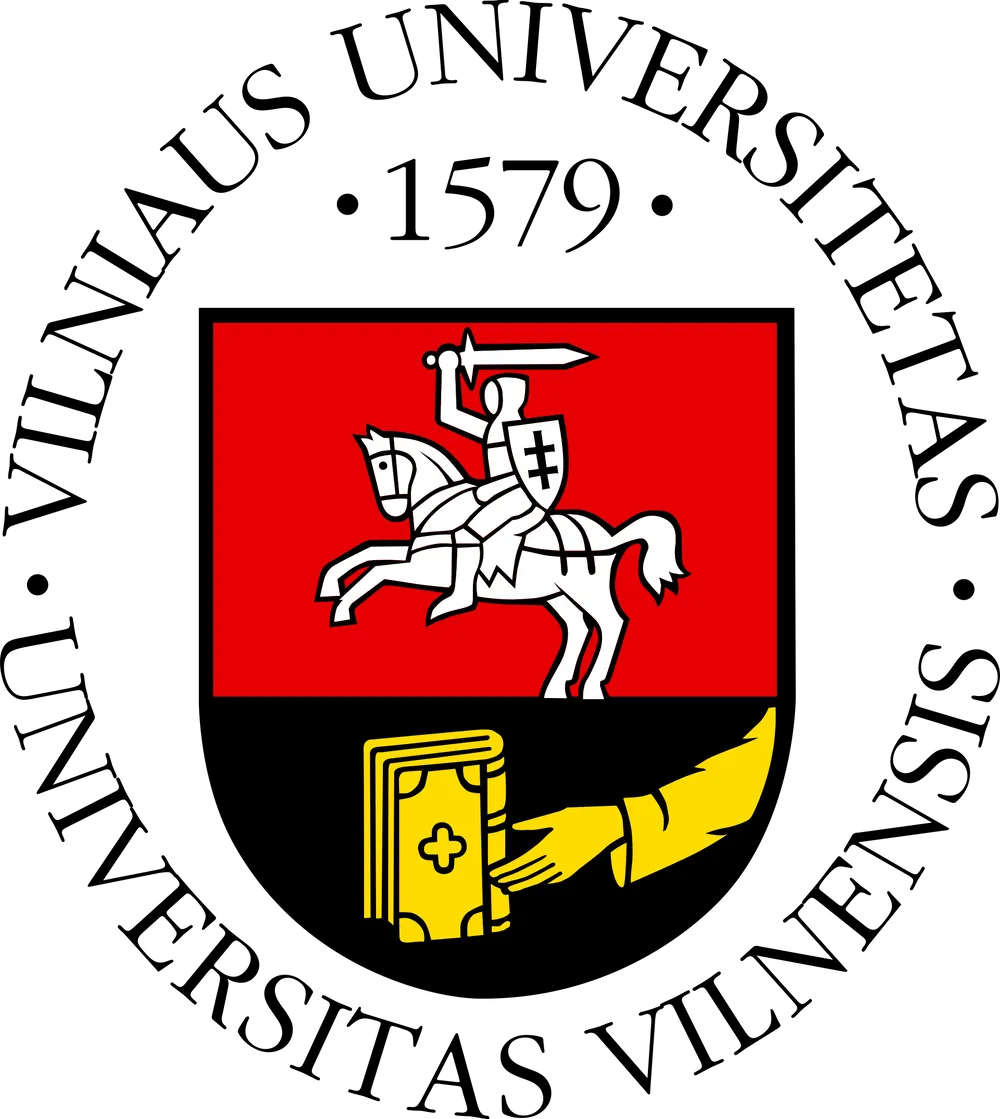 VILNIAUS UNIVERSITETAS
• 1579 •
• UNIVERSITAS VILNENSIS •